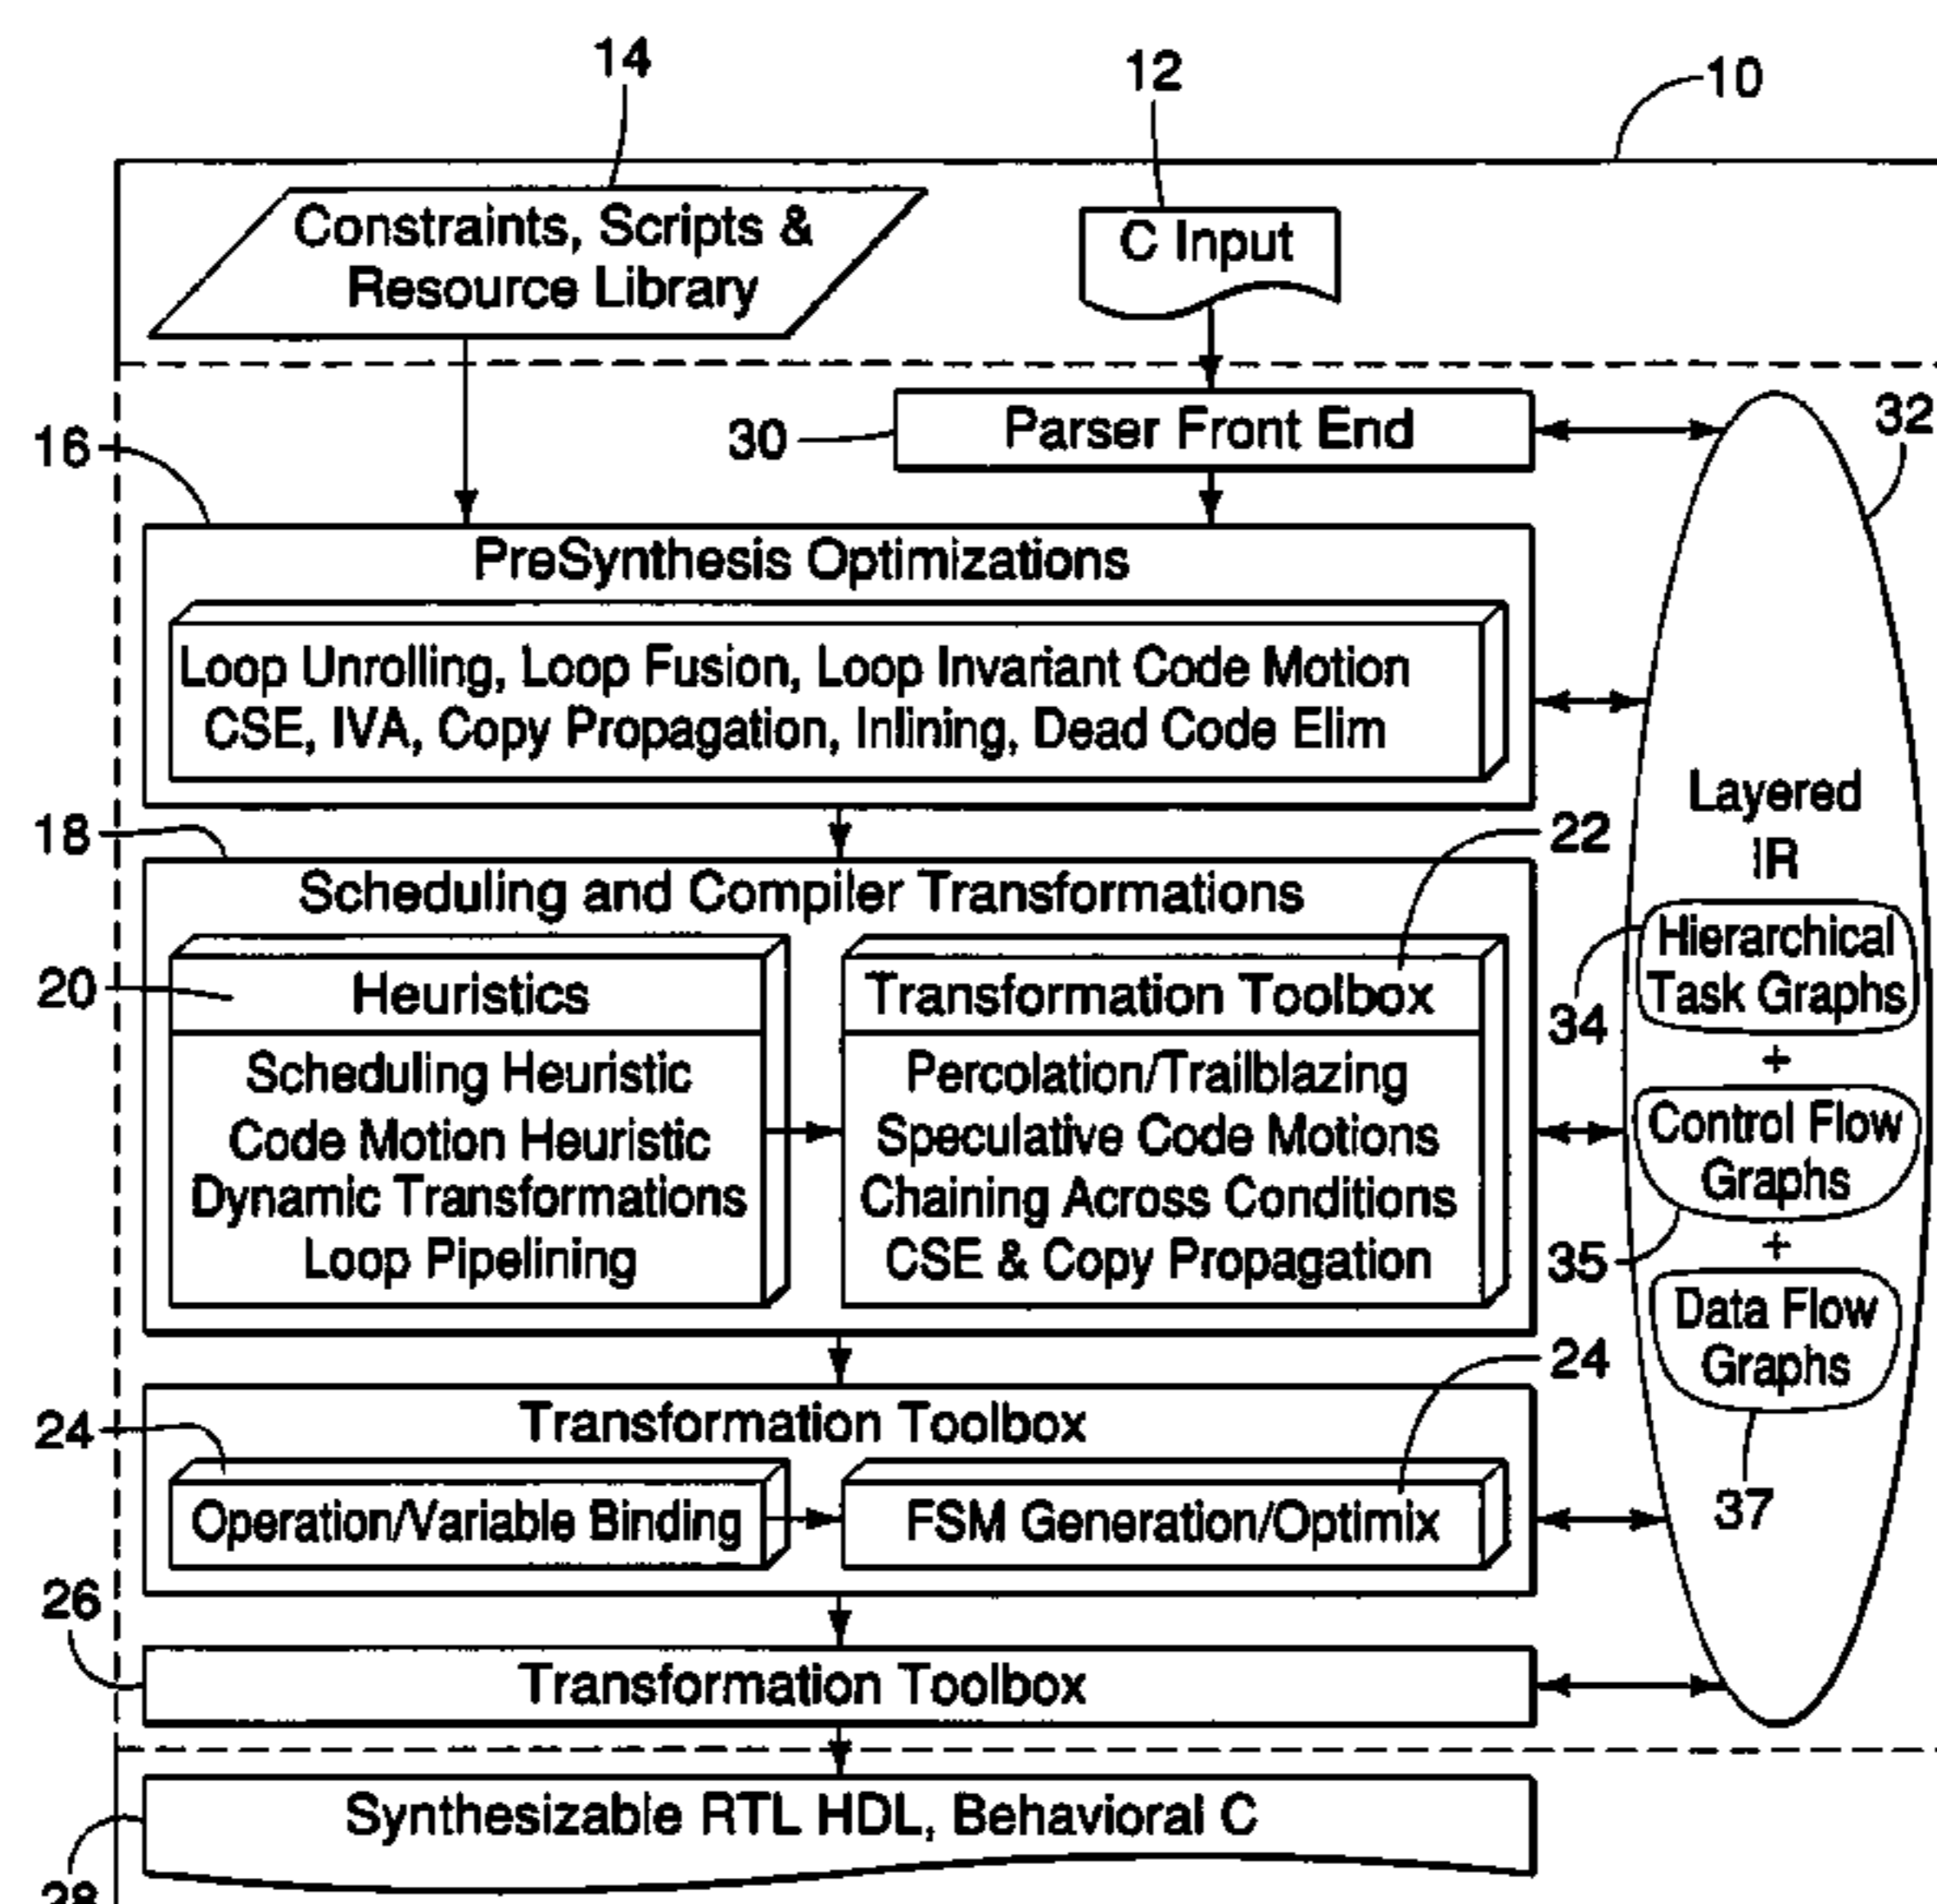 14
12
10
Constraints, Scripts &
Resource Library
C Input
30
Parser Front End
32
16
PreSynthesis Optimizations
Loop Unrolling, Loop Fusion, Loop Invariant Code Motion
CSE, IVA, Copy Propagation, Inlining, Dead Code Elim
18
22
Scheduling and Compiler Transformations
20
Heuristics
Scheduling Heuristic
Code Motion Heuristic
Dynamic Transformations
Loop Pipelining
Transformation Toolbox
Percolation/Trailblazing
Speculative Code Motions
Chaining Across Conditions
CSE & Copy Propagation
Layered
IR
34
Hierarchical
Task Graphs
+
Control Flow
Graphs
35
+
Data Flow
Graphs
37
24
24
Transformation Toolbox
Operation/Variable Binding
FSM Generation/Optimix
26
Transformation Toolbox
Synthesizable RTL HDL, Behavioral C
28